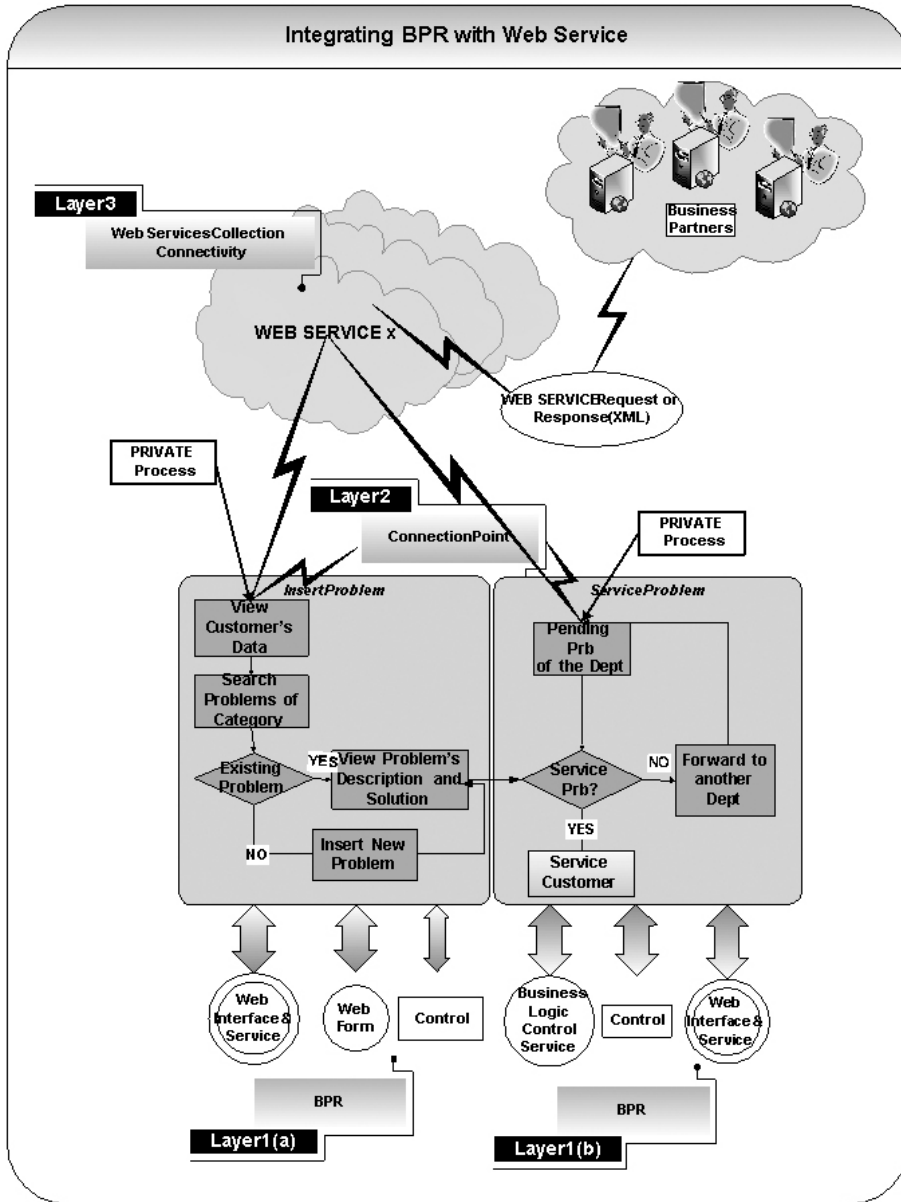 Integrating BPR with Web Service
Business
Partners
Layer3
Web ServicesCollection
Connectivity
WEB SERVICE x
WEB SERVICERequest or
Response(XML)
PRIVATE
Process
Layer2
ConnectionPoint
PRIVATE
Process
InsertProblem
ServiceProblem
View
Customer's
Data
Pending
Prb
of the Dept
Search
Problems of
Category
Existing
Problem
YES
View Problem's
Description and
Solution
Service
Prb?
NO
Forward to
another
Dept
NO
Insert New
Problem
YES
Service
Customer
Web
Interface &
Service
Web
Form
Control
Business
Logic
Control
Service
Control
Web
Interface &
Service
BPR
Layer1(a)
BPR
Layer1(b)